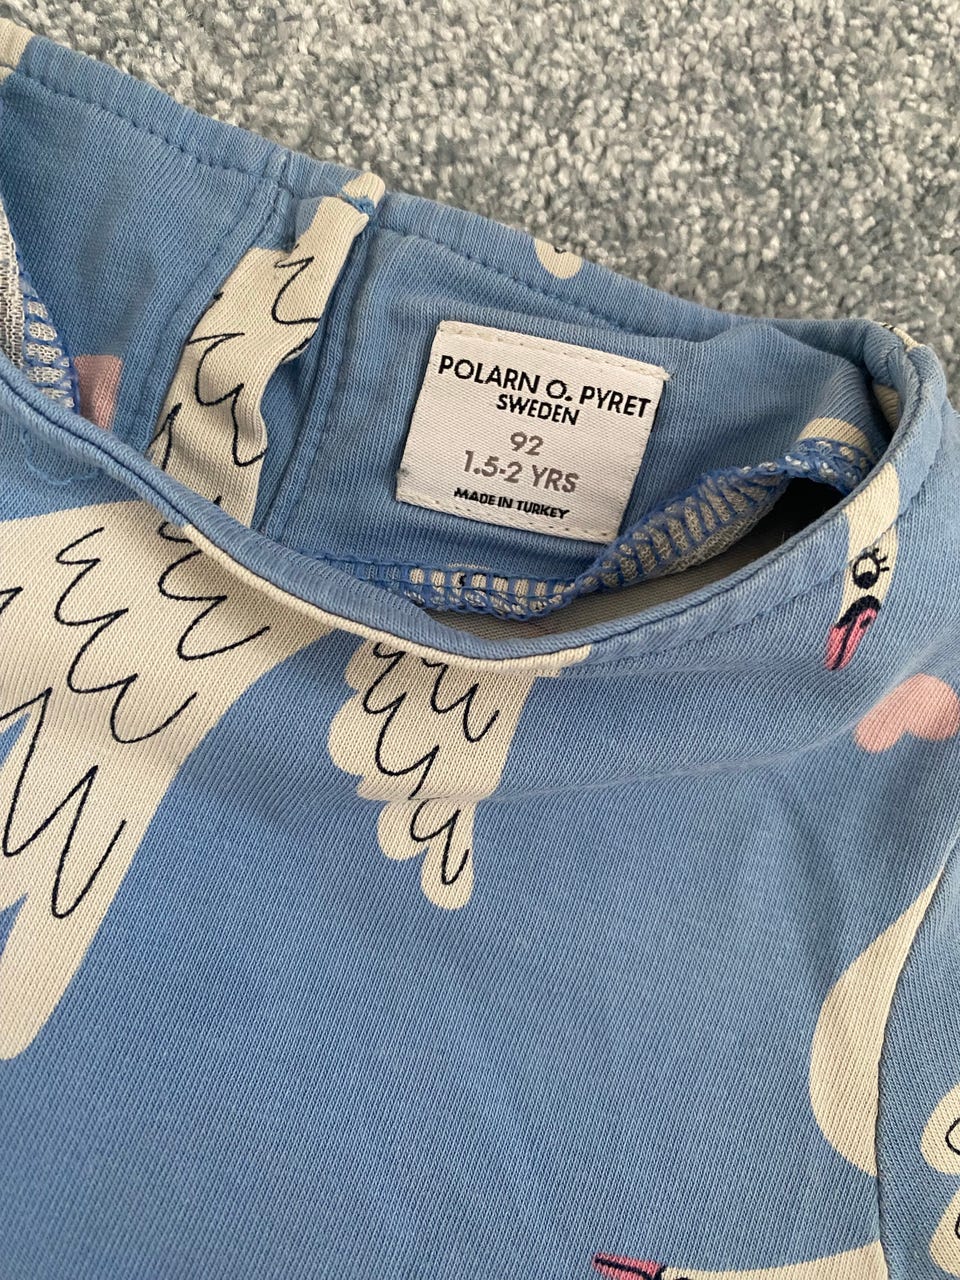 POLARN O. PYRET
SWEDEN
92
1.5-2 YRS
MADE IN TURKEY